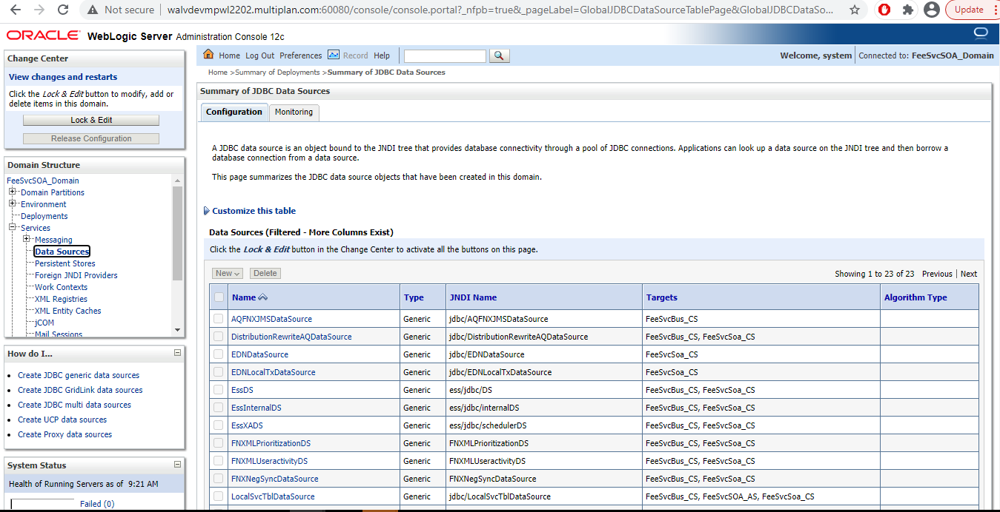 Not secure | walvdevmpwl2202.multiplan.com:60080/console/console.portal?_nfpb=true&_pageLabel=GlobalJDBCDataSourceTablePage&GlobalJDBCDataSo...
Update
ORACLE WebLogic Server Administration Console 12c
Change Center
View changes and restarts
Click the Lock & Edit button to modify, add or
delete items in this domain.
Lock & Edit
Release Configuration
Domain Structure
FeeSvcSOA_Domain
Domain Partitions
Environment
Deployments
Services
Messaging
Data Sources
Persistent Stores
Foreign JNDI Providers
Work Contexts
XML Registries
XML Entity Caches
jCOM
Mail Sessions
How do I...
Create JDBC generic data sources
Create JDBC GridLink data sources
Create JDBC multi data sources
Create UCP data sources
Create Proxy data sources
System Status
Health of Running Servers as of 9:21 AM
Failed (0)
Home Log Out Preferences Record Help
Welcome, system Connected to: FeeSvcSOA_Domain
Home >Summary of Deployments >Summary of JDBC Data Sources
Summary of JDBC Data Sources
Configuration Monitoring
A JDBC data source is an object bound to the JNDI tree that provides database connectivity through a pool of JDBC connections. Applications can look up a data source on the JNDI tree and then borrow a
database connection from a data source.
This page summarizes the JDBC data source objects that have been created in this domain.
Customize this table
Data Sources (Filtered - More Columns Exist)
Click the Lock & Edit button in the Change Center to activate all the buttons on this page.
New Delete Showing 1 to 23 of 23 Previous | Next
Name Type JNDI Name Targets Algorithm Type
AQFNXJMSDataSource Generic jdbc/AQFNXJMSDataSource FeeSvcBus_CS
DistributionRewriteAQDataSource Generic jdbc/DistributionRewriteAQDataSource FeeSvcBus_CS, FeeSvcSoa_CS
EDNDataSource Generic jdbc/EDNDataSource FeeSvcSoa_CS
EDNLocalTxDataSource Generic jdbc/EDNLocalTxDataSource FeeSvcSoa_CS
EssDS Generic ess/jdbc/DS FeeSvcBus_CS, FeeSvcSoa_CS
EssInternalDS Generic ess/jdbc/internalDS FeeSvcBus_CS, FeeSvcSoa_CS
EssXADS Generic ess/jdbc/schedulerDS FeeSvcBus_CS, FeeSvcSoa_CS
FNXMLPrioritizationDS Generic FNXMLPrioritizationDS FeeSvcBus_CS, FeeSvcSoa_CS
FNXMLUseractivityDS Generic FNXMLUseractivityDS FeeSvcBus_CS, FeeSvcSoa_CS
FNXNegSyncDataSource Generic FNXNegSyncDataSource FeeSvcBus_CS, FeeSvcSoa_CS
LocalSvcTblDataSource Generic jdbc/LocalSvcTblDataSource FeeSvcBus_CS, FeeSvcSOA_AS, FeeSvcSoa_CS